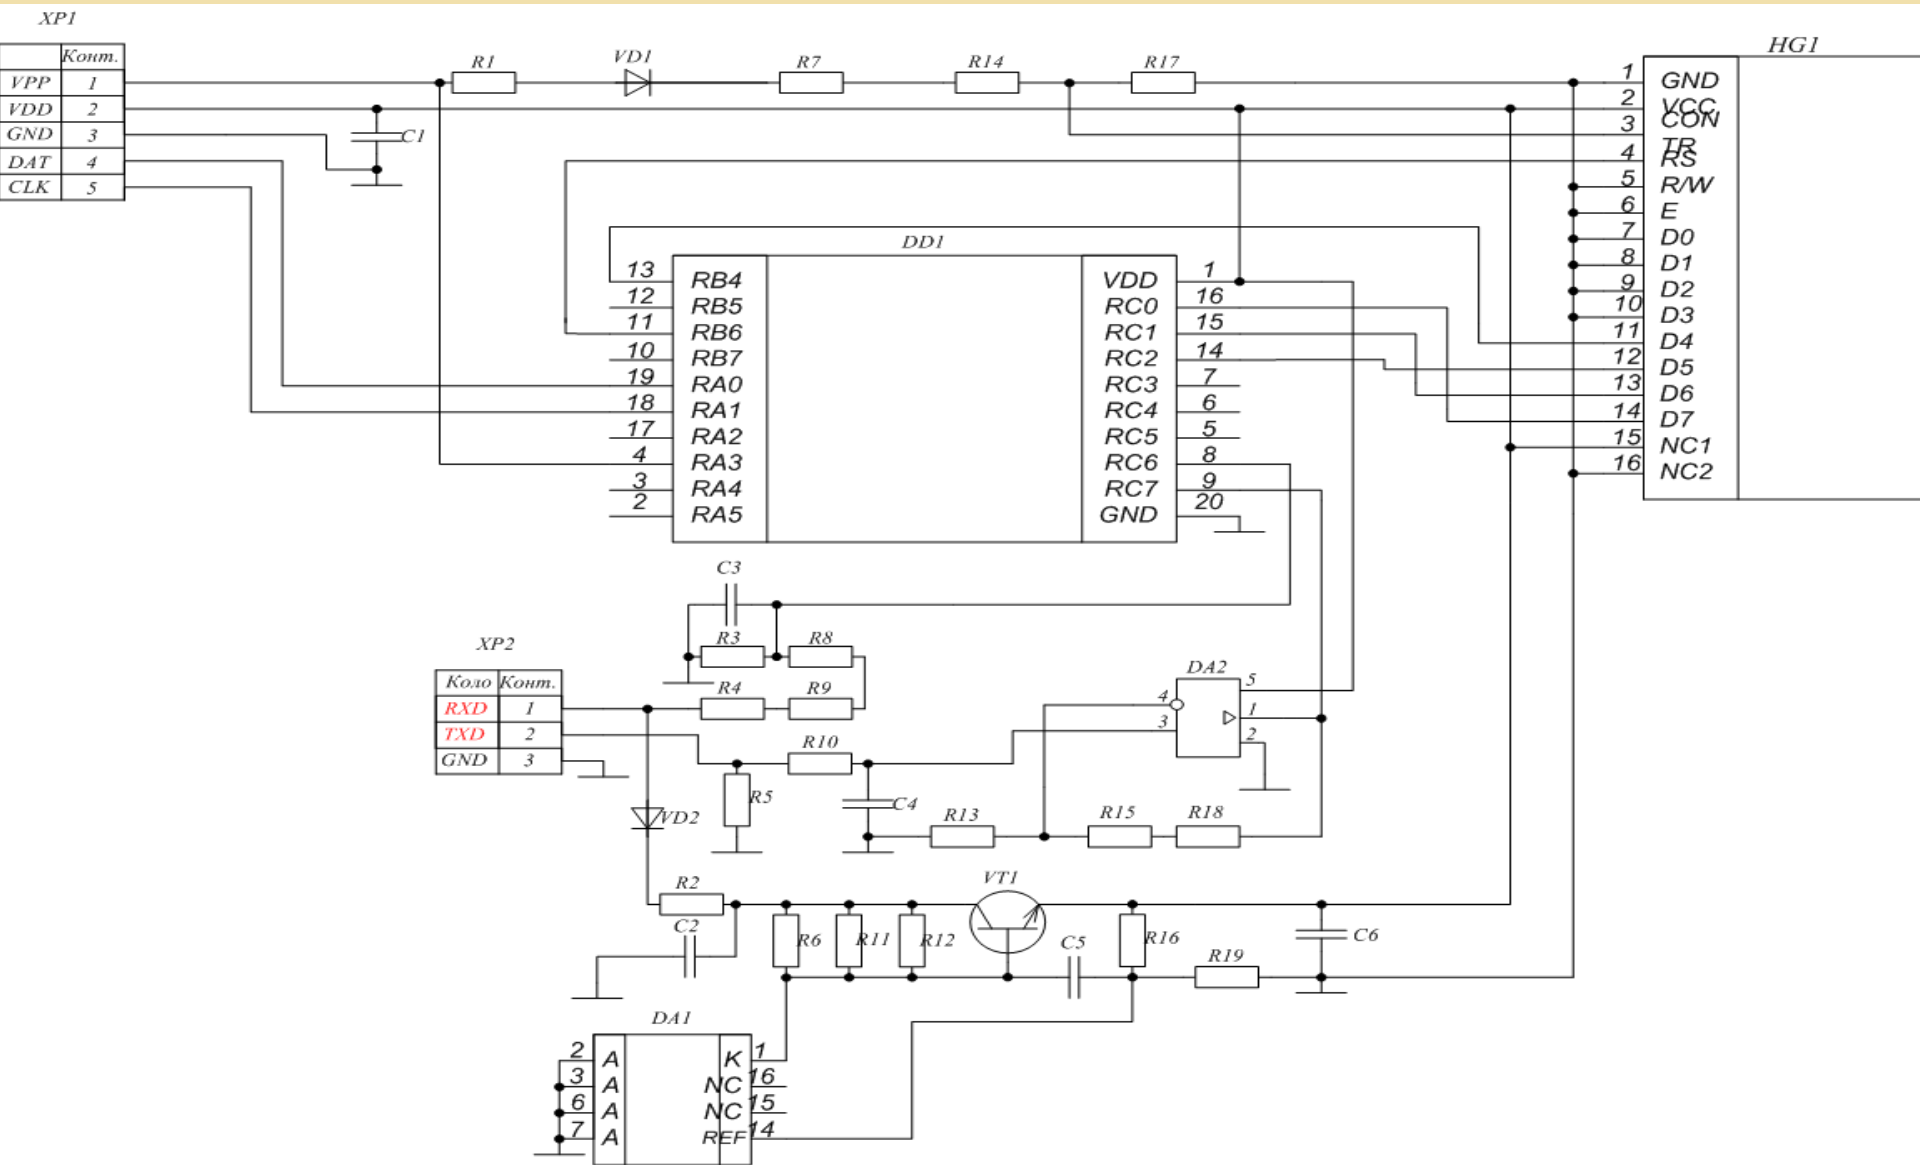 XP1
Конт.
VPP 1
VDD 2
GND 3
DAT 4
CLK 5
R1
VD1
R7
R14
R17
C1
HG1
1 GND
2 VCC
3 CON
TR
4 RS
5 R/W
6 E
7 D0
8 D1
9 D2
10 D3
11 D4
12 D5
13 D6
14 D7
15 NC1
16 NC2
DD1
13 RB4 VDD 1
12 RB5 RC0 16
11 RB6 RC1 15
10 RB7 RC2 14
19 RA0 RC3 7
18 RA1 RC4 6
17 RA2 RC5 5
4 RA3 RC6 8
3 RA4 RC7 9
2 RA5 GND 20
C3
R3
R8
XP2
Коло Конт.
RXD 1
TXD 2
GND 3
R4
R9
R10
R5
C4
VD2
DA2
4
3
5
1
2
R13
R15
R18
R2
C2
R6
R11
R12
VT1
C5
R16
R19
C6
DA1
2 A K 1
3 A NC 16
6 A NC 15
7 A REF 14